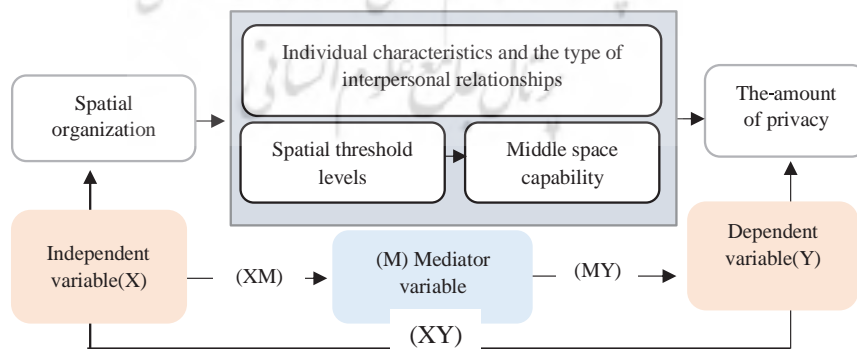 Individual characteristics and the type of
interpersonal relationships
Spatial
organization
The-amount
of privacy
Spatial threshold
levels
Middle space
capability
Independent
variable(X)
(XM)
(M) Mediator
variable
(MY)
Dependent
variable(Y)
(XY)